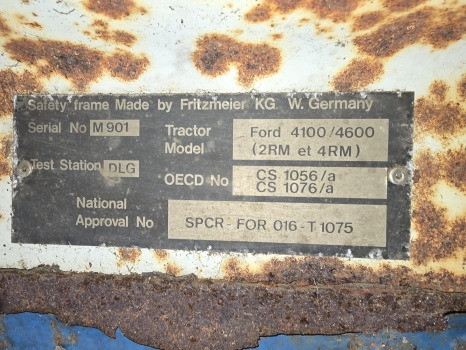 Safety frame Made by Fritzmeier KG. W. Germany
Serial No M 901
Tractor Model Ford 4100/4600
(2RM et 4RM)
Test Station DLG
OECD No CS 1056/a
CS 1076/a
National
Approval No SPCR-FOR 016-T1075